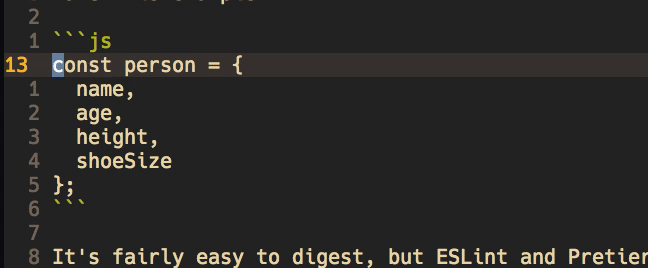 2
1 ```js
13 const person = {
1 name,
2 age,
3 height,
4 shoeSize
5 };
6 ```
7
8 It's fairly easy to digest, but ESLint and Pretier